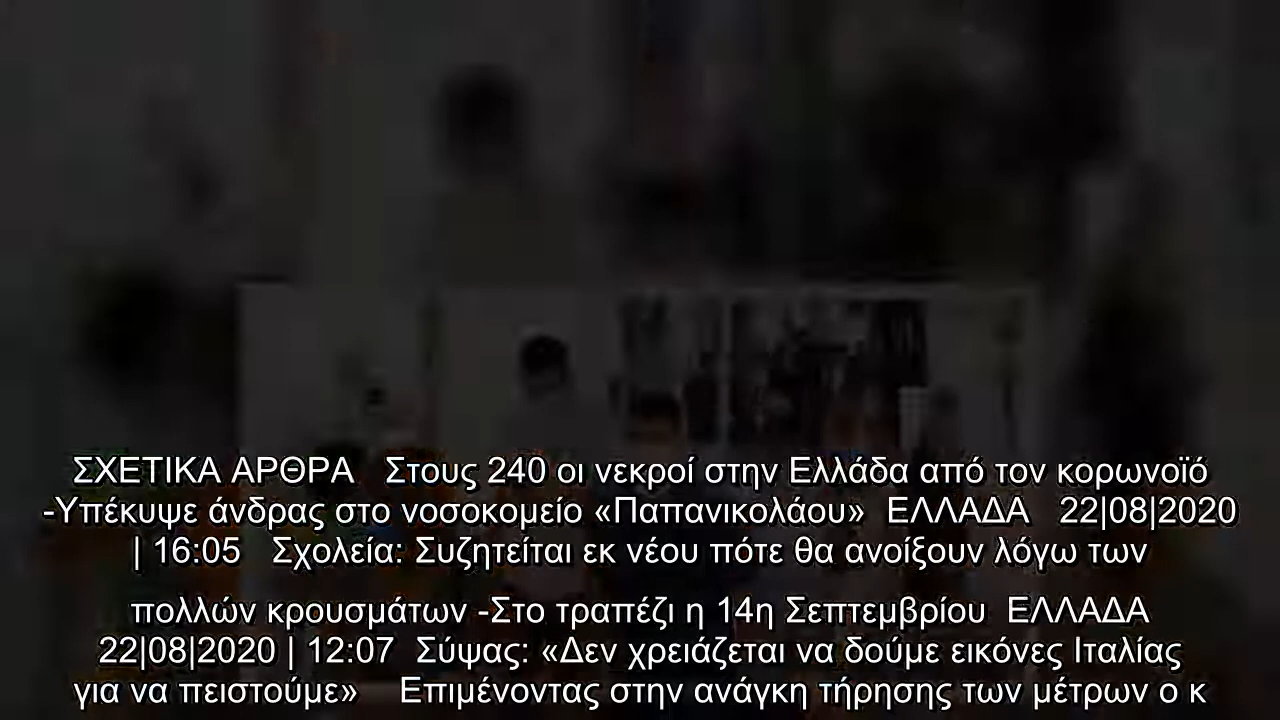 ΣΧΕΤΙΚΑ ΑΡΘΡΑ   Στους 240 οι νεκροί στην Ελλάδα από τον κορωνοϊό
-Υπέκυψε άνδρας στο νοσοκομείο «Παπανικολάου»  ΕΛΛΑΔΑ   22|08|2020
| 16:05   Σχολεία: Συζητείται εκ νέου πότε θα ανοίξουν λόγω των
πολλών κρουσμάτων -Στο τραπέζι η 14η Σεπτεμβρίου  ΕΛΛΑΔΑ
22|08|2020 | 12:07  Σύψας: «Δεν χρειάζεται να δούμε εικόνες Ιταλίας
για να πειστούμε»    Επιμένοντας στην ανάγκη τήρησης των μέτρων ο κ